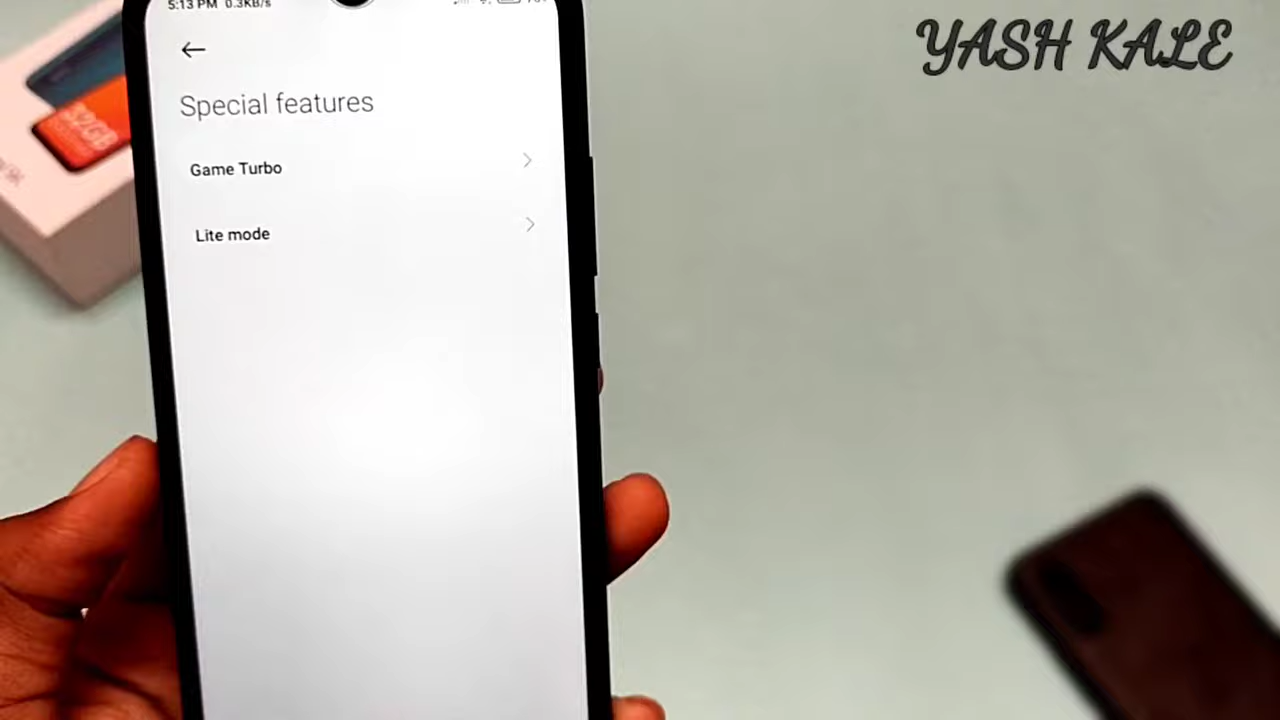 5:13 PM 0.3KB/s
YASH KALE
Special features
Game Turbo
Lite mode